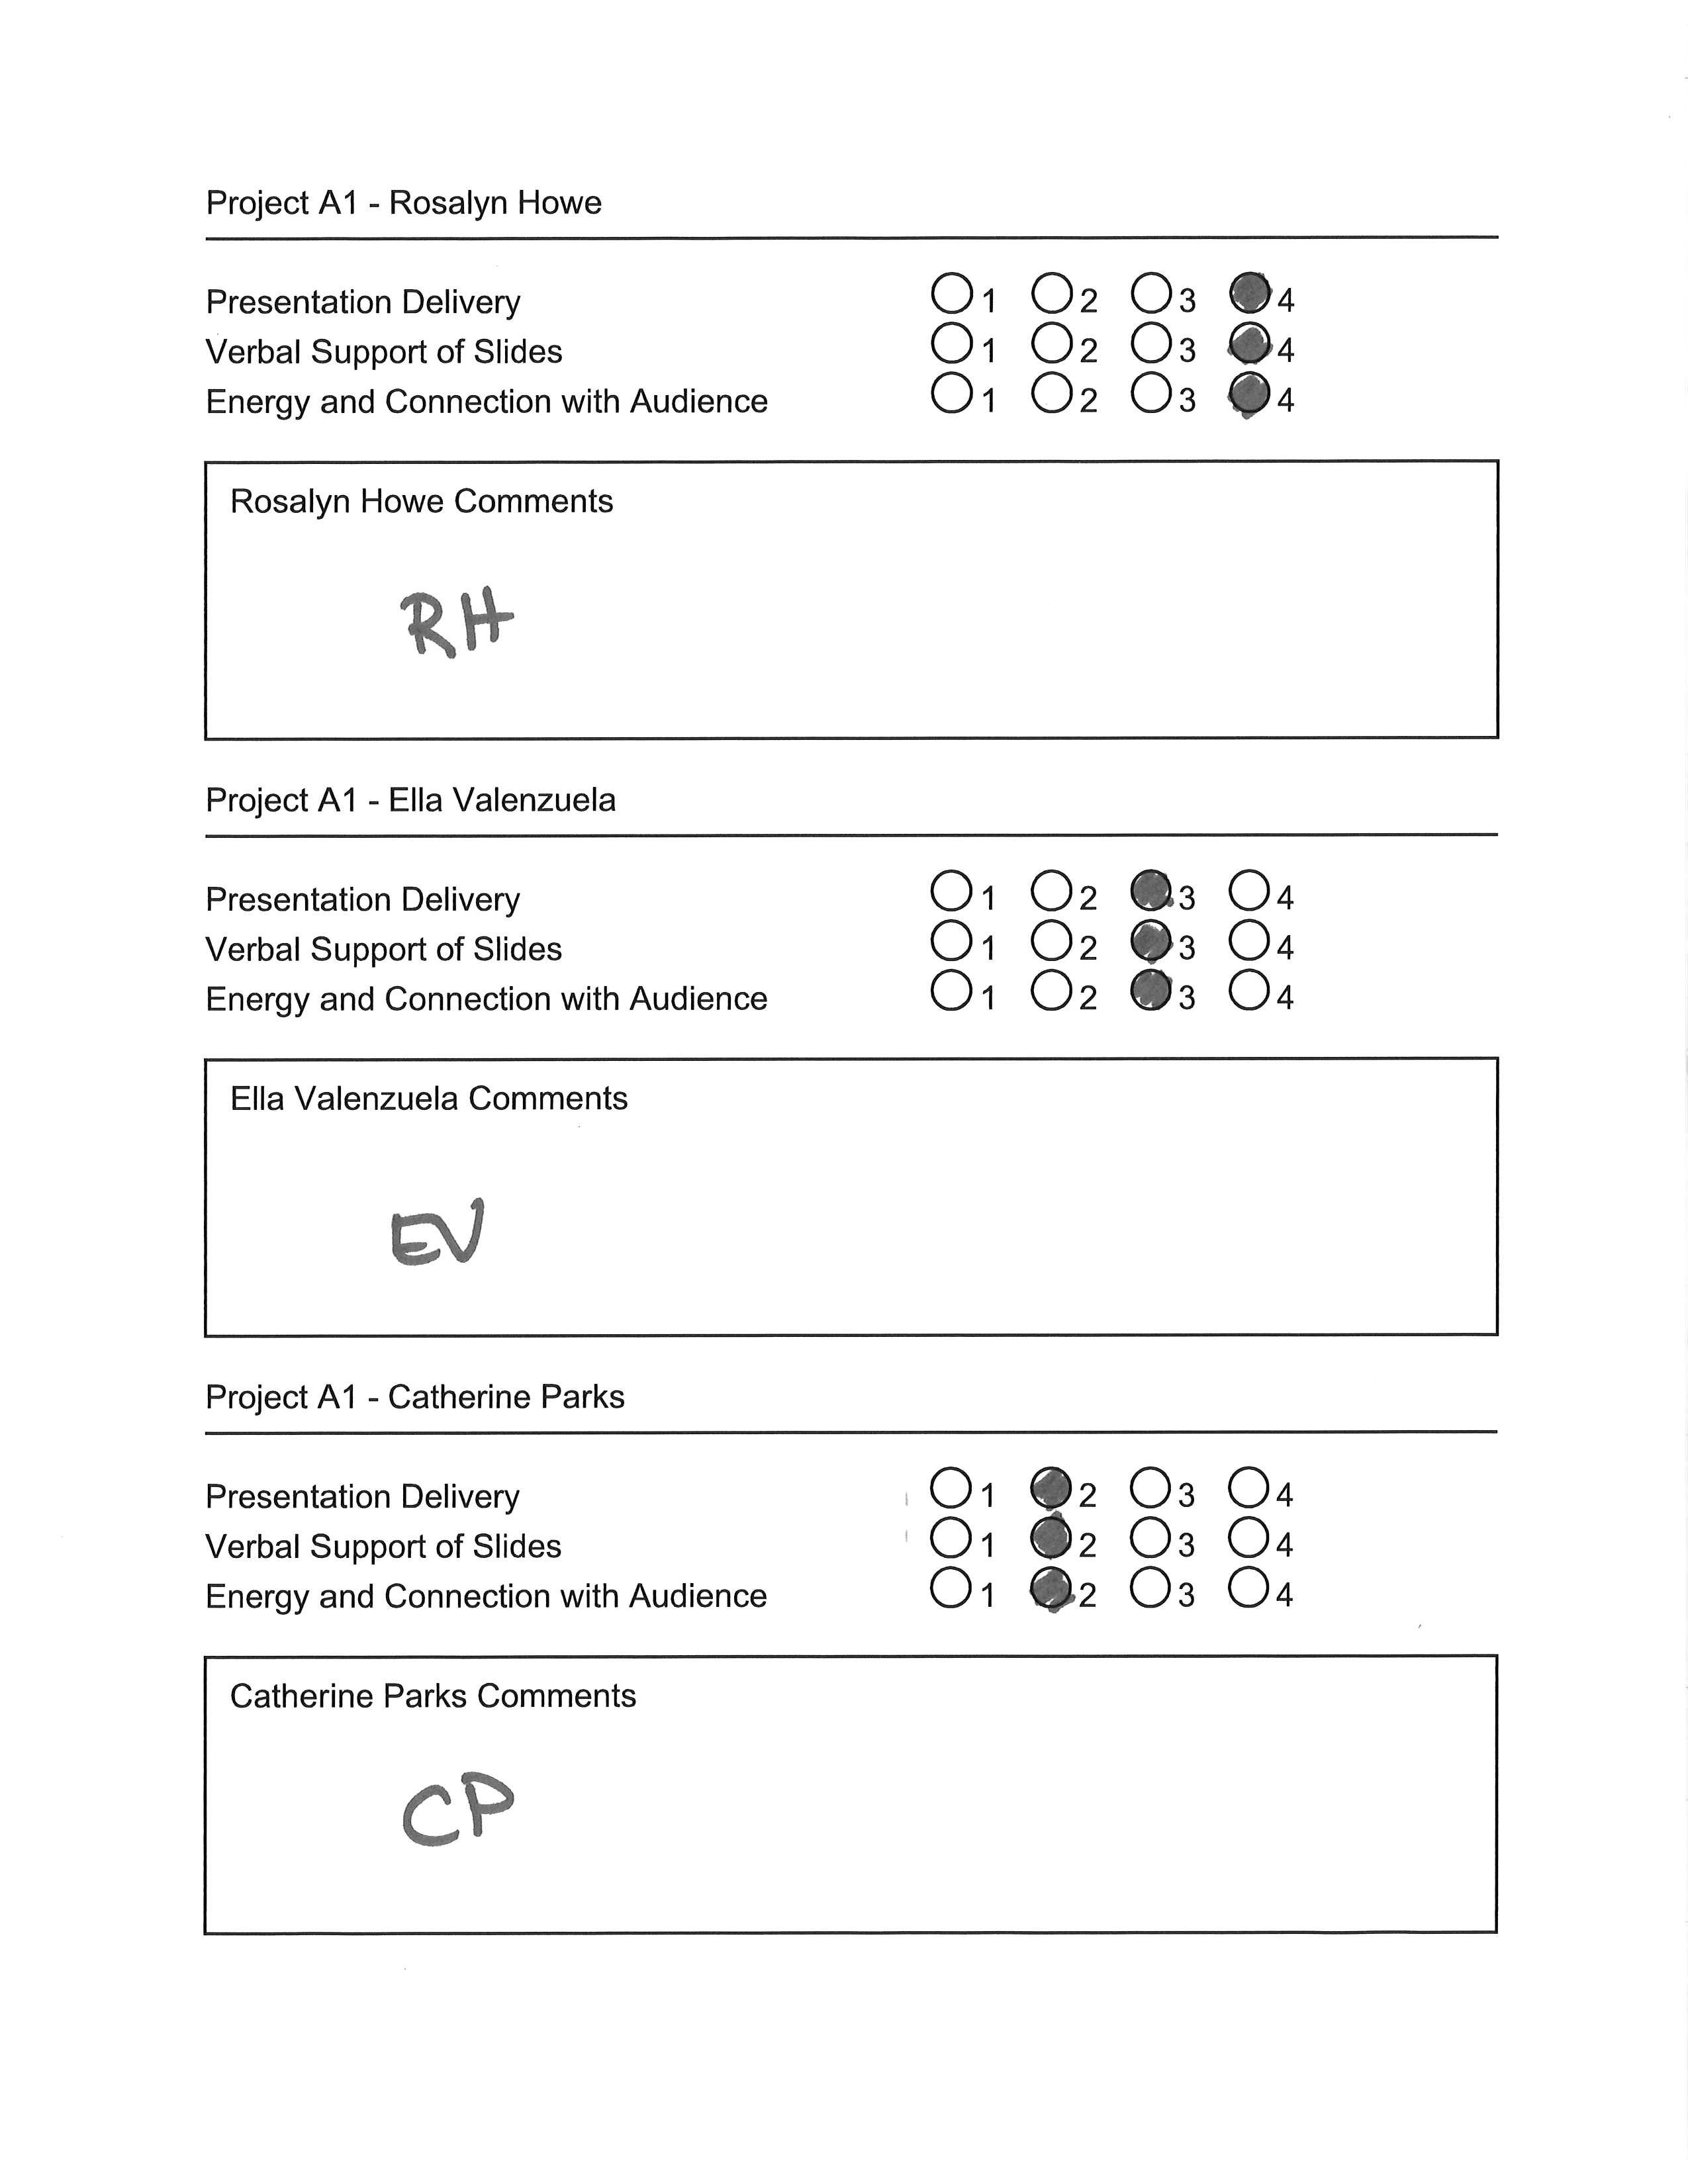 Project A1 - Rosalyn Howe
Presentation Delivery 1 2 3 4
Verbal Support of Slides 1 2 3 4
Energy and Connection with Audience 1 2 3 4
Rosalyn Howe Comments
RH
Project A1 - Ella Valenzuela
Presentation Delivery 1 2 3 4
Verbal Support of Slides 1 2 3 4
Energy and Connection with Audience 1 2 3 4
Ella Valenzuela Comments
EV
Project A1 - Catherine Parks
Presentation Delivery 1 2 3 4
Verbal Support of Slides 1 2 3 4
Energy and Connection with Audience 1 2 3 4
Catherine Parks Comments
CP